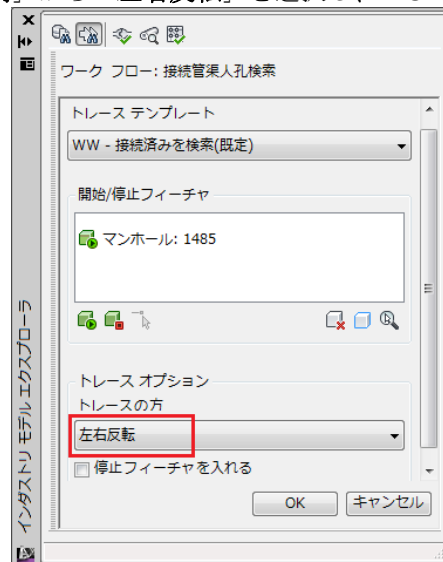 ワーク フロー: 接続管渠人孔検索
トレース テンプレート
WW - 接続済みを検索(既定)
開始/停止フィーチャ
マンホール: 1485
トレース オプション
トレースの方
左右反転
停止フィーチャを入れる
OK
キャンセル
インダストリ モデル エクスプローラ